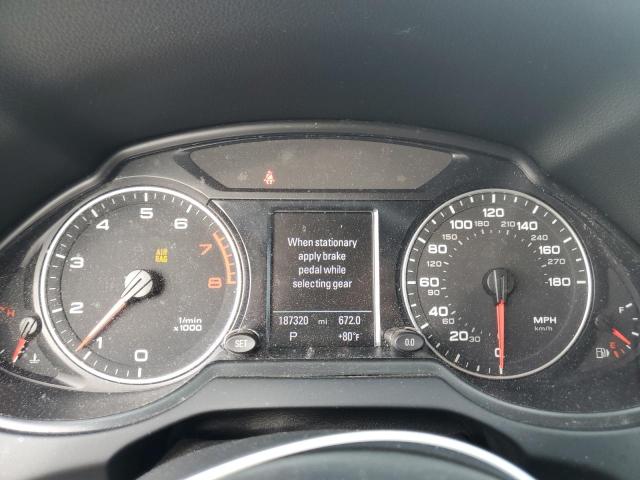 4 5 6
3 7
2 8
1 0
AIR
BAG
1/min
x 1000
H
SET
When stationary
apply brake
pedal while
selecting gear
187320 mi 672.0
P +80°F
0.0
120
100 180 210 140
80 150 240 160
60 120 270 180
40 90
20 60
30
0
MPH
km/h
F
E